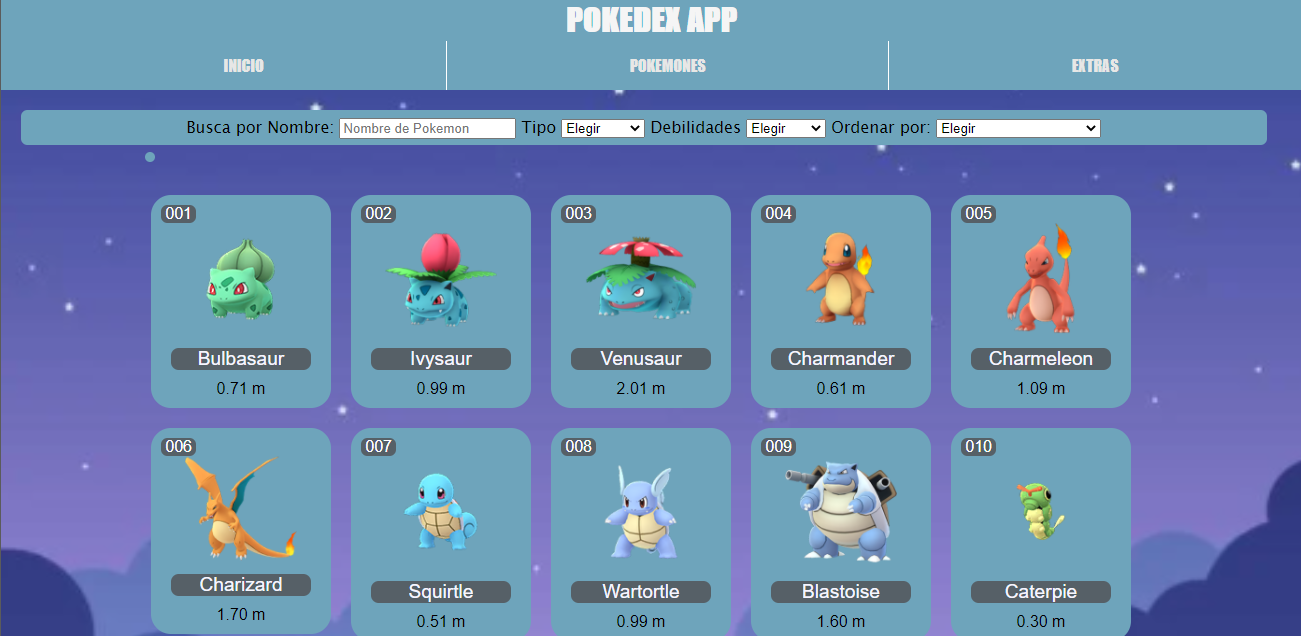 POKEDEX APP
INICIO POKEMONES EXTRAS
Busca por Nombre: Nombre de Pokemon Tipo Elegir Debilidades Elegir Ordenar por: Elegir
001 002 003 004 005
Bulbasaur Ivysaur Venusaur Charmander Charmeleon
0.71 m 0.99 m 2.01 m 0.61 m 1.09 m
006 007 008 009 010
Charizard Squirtle Wartortle Blastoise Caterpie
1.70 m 0.51 m 0.99 m 1.60 m 0.30 m